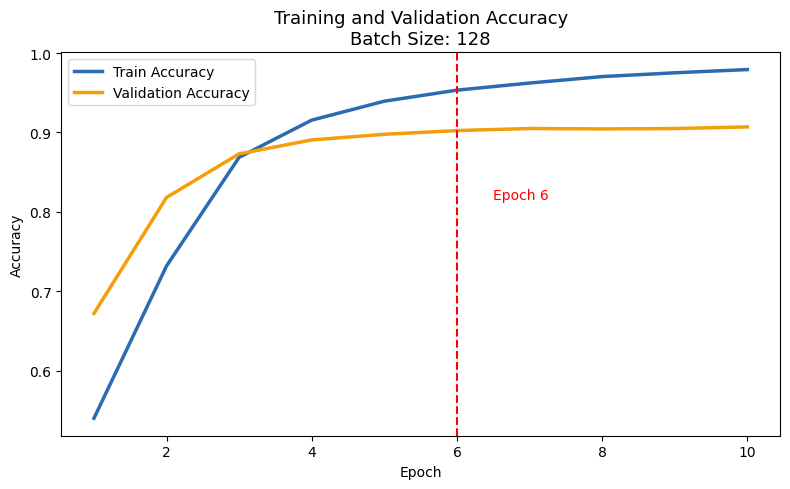 Training and Validation Accuracy
Batch Size: 128
Train Accuracy
Validation Accuracy
1.0
0.9
0.8
0.7
0.6
Accuracy
Epoch 6
2
4
6
8
10
Epoch